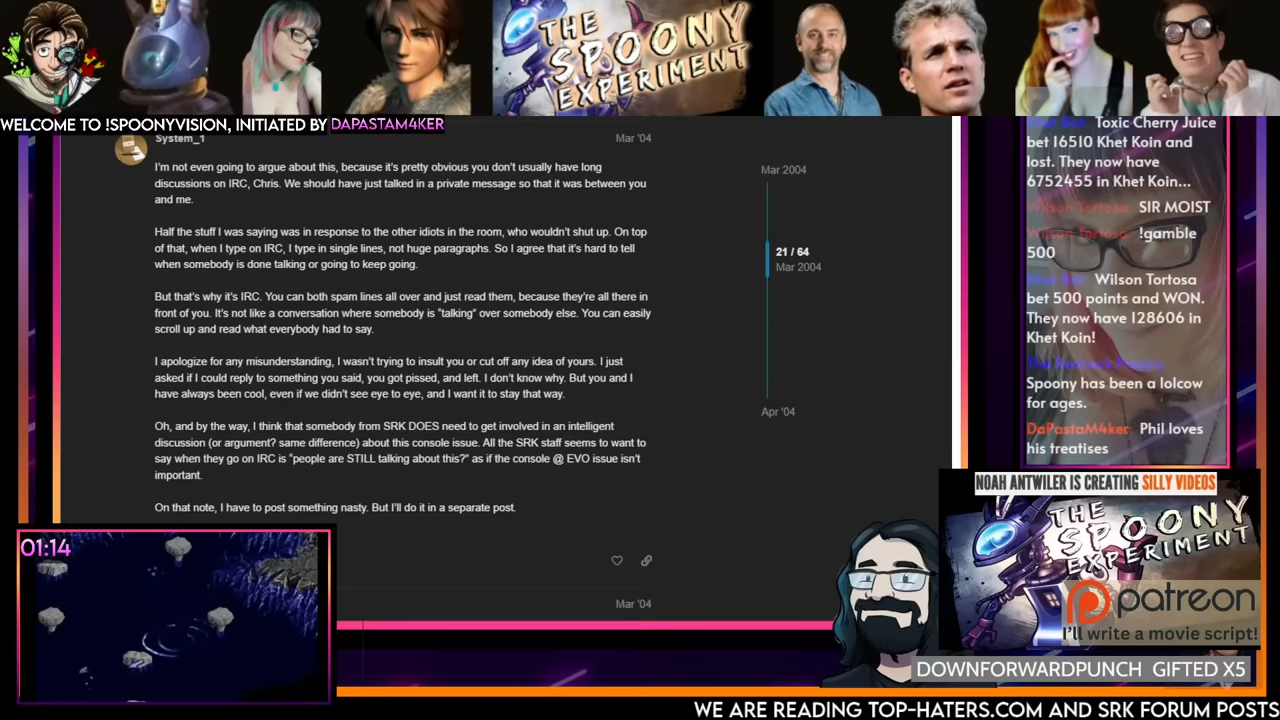 THE
SPOONY
EXPERIMENT
WELCOME TO !SPOONYVISION, INITIATED BY DAPASTAM4KER
System_1
Mar '04
I'm not even going to argue about this, because it's pretty obvious you don't usually have long
discussions on IRC, Chris. We should have just talked in a private message so that it was between you
and me.
Half the stuff I was saying was in response to the other idiots in the room, who wouldn't shut up. On top
of that, when I type on IRC, I type in single lines, not huge paragraphs. So I agree that it's hard to tell
when somebody is done talking or going to keep going.
But that's why it's IRC. You can both spam lines all over and just read them, because they're all there in
front of you. It's not like a conversation where somebody is "talking" over somebody else. You can easily
scroll up and read what everybody had to say.
I apologize for any misunderstanding, I wasn't trying to insult you or cut off any idea of yours. I just
asked if I could reply to something you said, you got pissed, and left. I don't know why. But you and I
have always been cool, even if we didn't see eye to eye, and I want it to stay that way.
Oh, and by the way, I think that somebody from SRK DOES need to get involved in an intelligent
discussion (or argument? same difference) about this console issue. All the SRK staff seems to want to
say when they go on IRC is "people are STILL talking about this?" as if the console @ EVO issue isn't
important.
On that note, I have to post something nasty. But I'll do it in a separate post.
Mar '04
Mar 2004
21 / 64
Mar 2004
Apr '04
Khet Bot: Toxic Cherry Juice
bet 16510 Khet Koin and
lost. They now have
6752455 in Khet Koin...
Wilson Tortosa: SIR MOIST
Wilson Tortosa: !gamble
500
Khet Bot: Wilson Tortosa
bet 500 points and WON.
They now have 128606 in
Khet Koin!
Spoony has been a lolcow
for ages.
DaPastaM4ker: Phil loves
his treatises
01:14
NOAH ANTWILER IS CREATING SILLY VIDEOS
THE
SPOONY
EXPERIMENT
patreon
I'll write a movie script!
DOWNFORWARDPUNCH GIFTED X5
WE ARE READING TOP-HATERS.COM AND SRK FORUM POSTS